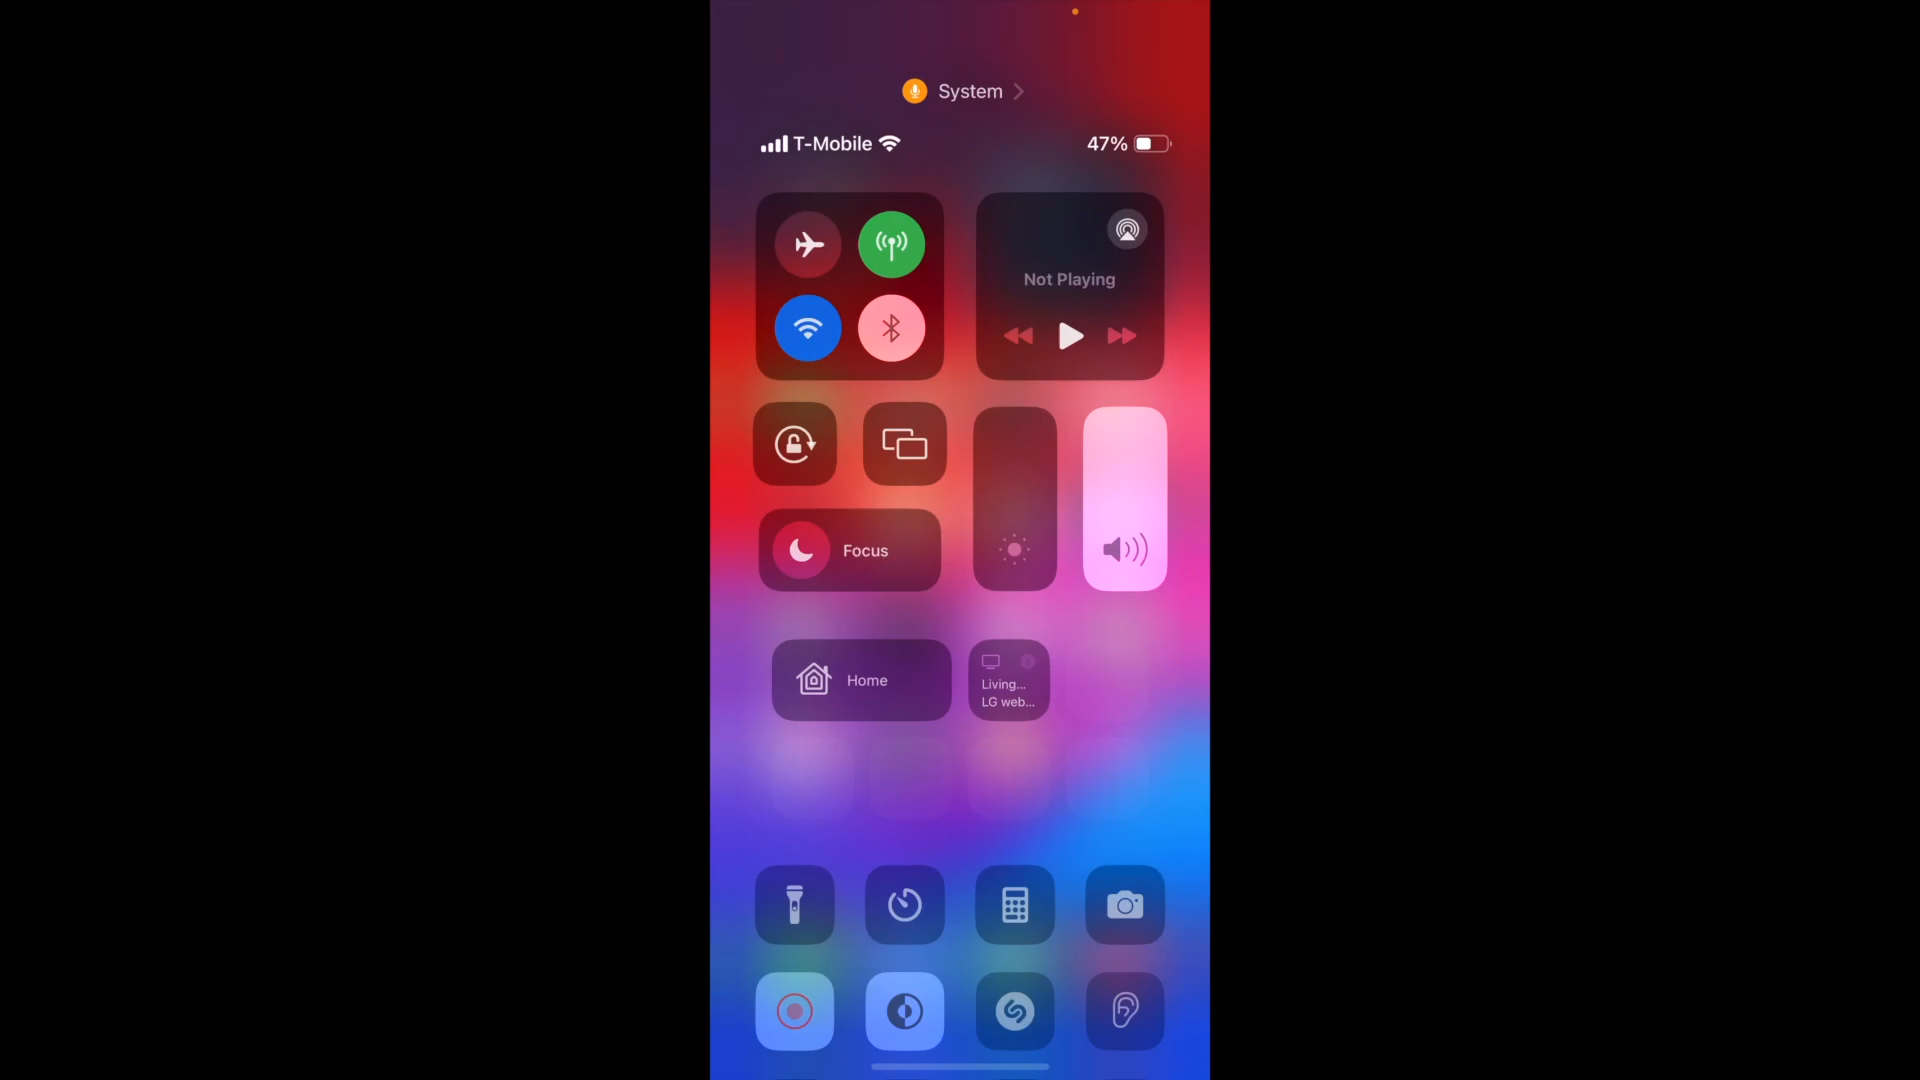 System
T-Mobile
47%
Not Playing
Focus
Home
Living...
LG web...